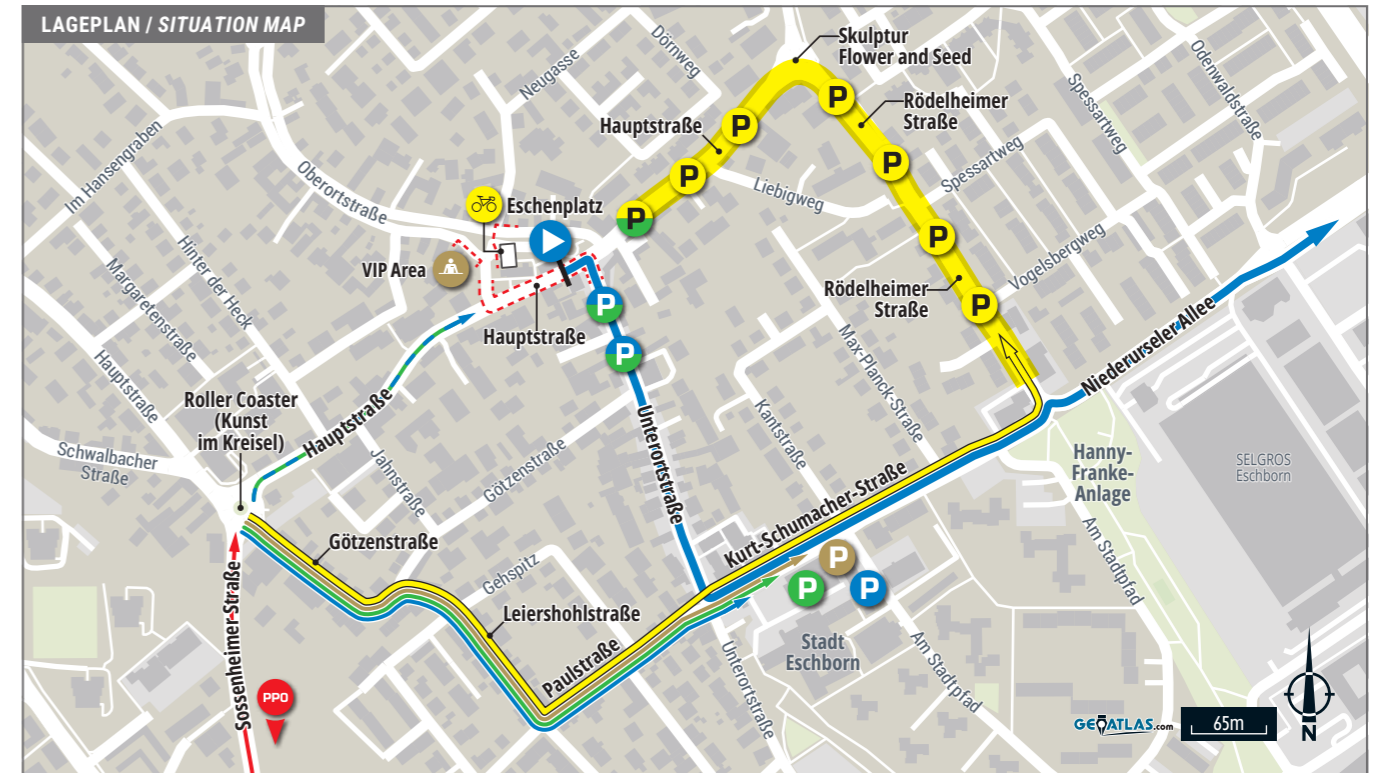 LAGEPLAN / SITUATION MAP
Skulptur
Flower and Seed
Dörnweg
Neugasse
Odenwaldstraße
Spessartweg
P
P
Rödelheimer
Straße
Hauptstraße
Im Hansengraben
Oberortstraße
P
P
Liebigweg
Spessartweg
Eschenplatz
P
P
VIP Area
Hinter der Heck
Margaretenstraße
Vogelsbergweg
Rödelheimer
Straße
P
P
Hauptstraße
P
Max-Planck-Straße
Niederurseler Allee
Hauptstraße
Roller Coaster
(Kunst
im Kreisel)
Hauptstraße
Unterortstraße
Kantstraße
Schwalbacher
Straße
Jahnstraße
Götzenstraße
Hanny-
Franke-
Anlage
SELGROS
Eschborn
Kurt-Schumacher-Straße
Götzenstraße
Gehspitz
Am Stadtpfad
P
P
P
Leiershohlstraße
Sossenheimer Straße
Paulstraße
Unterortstraße
Stadt
Eschborn
Am Stadtpfad
PPO
GEOATLAS.com
65m
N